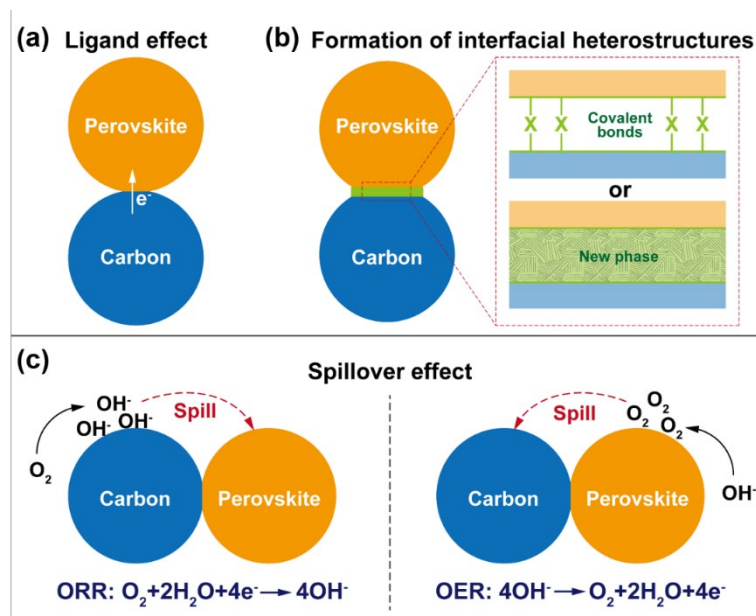 (a) Ligand effect
(b) Formation of interfacial heterostructures
Perovskite
e⁻
Carbon
Perovskite
Carbon
X X Covalent bonds X X
or
New phase
(c) Spillover effect
OH⁻
OH⁻ OH⁻
O₂
Spill
Carbon
Perovskite
ORR: O₂+2H₂O+4e⁻→4OH⁻
Spill
O₂ O₂
O₂ O₂
OH⁻
Carbon
Perovskite
OER: 4OH⁻→O₂+2H₂O+4e⁻